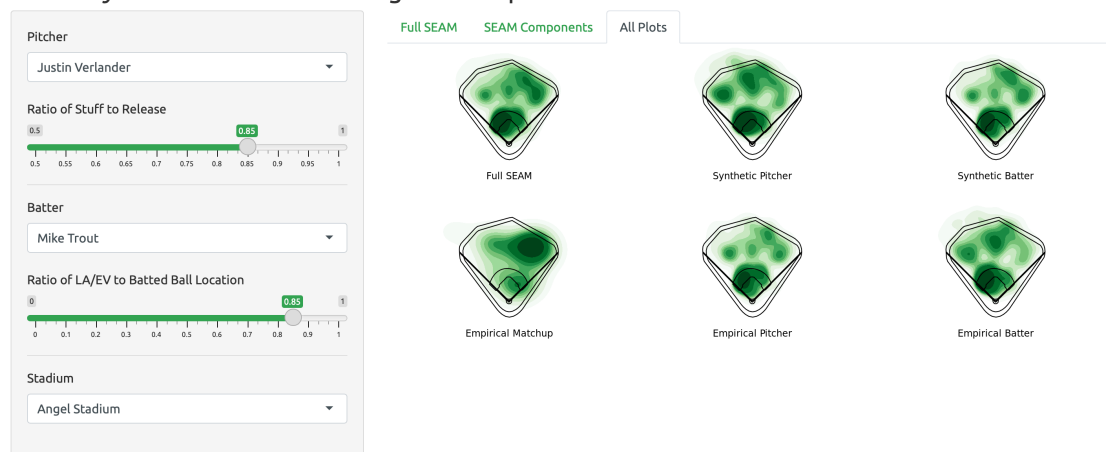 Full SEAM SEAM Components All Plots
Pitcher
Justin Verlander
Ratio of Stuff to Release
0.5 0.85 1
0.5 0.55 0.6 0.65 0.7 0.75 0.8 0.85 0.9 0.95 1
Batter
Mike Trout
Ratio of LA/EV to Batted Ball Location
0 0.85 1
0 0.1 0.2 0.3 0.4 0.5 0.6 0.7 0.8 0.9 1
Stadium
Angel Stadium
Full SEAM Synthetic Pitcher Synthetic Batter
Empirical Matchup Empirical Pitcher Empirical Batter